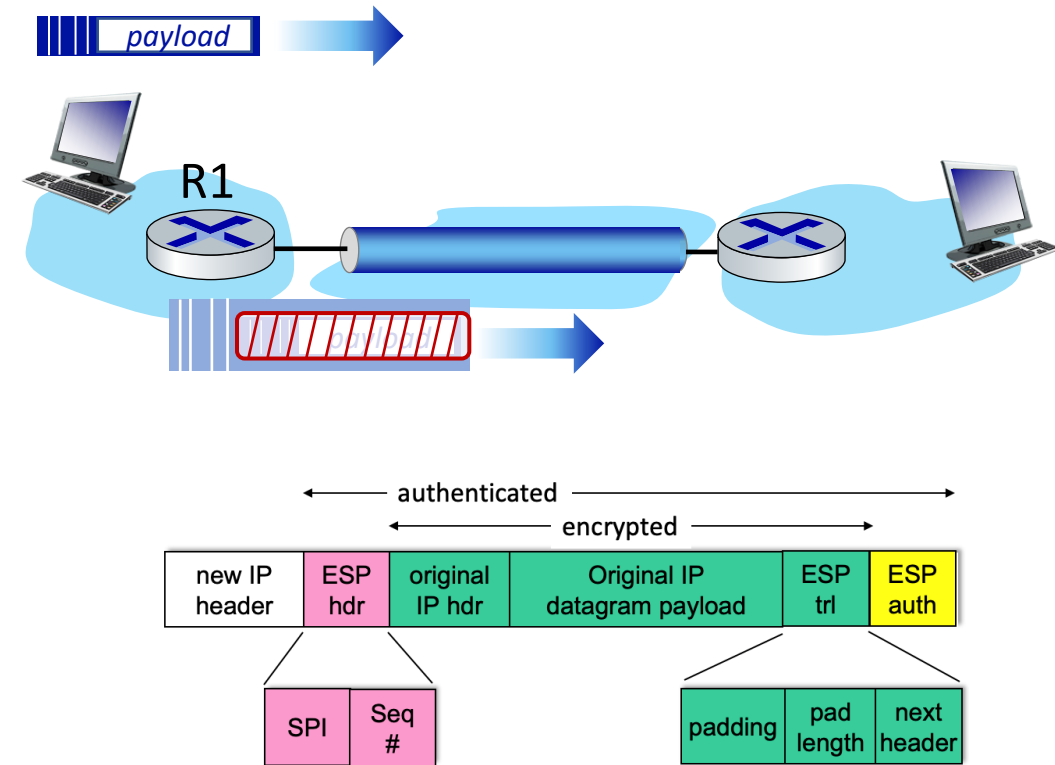 payload
R1
payload
authenticated
encrypted
new IP
header
ESP
hdr
original
IP hdr
Original IP
datagram payload
ESP
trl
ESP
auth
SPI
Seq
#
padding
pad
length
next
header